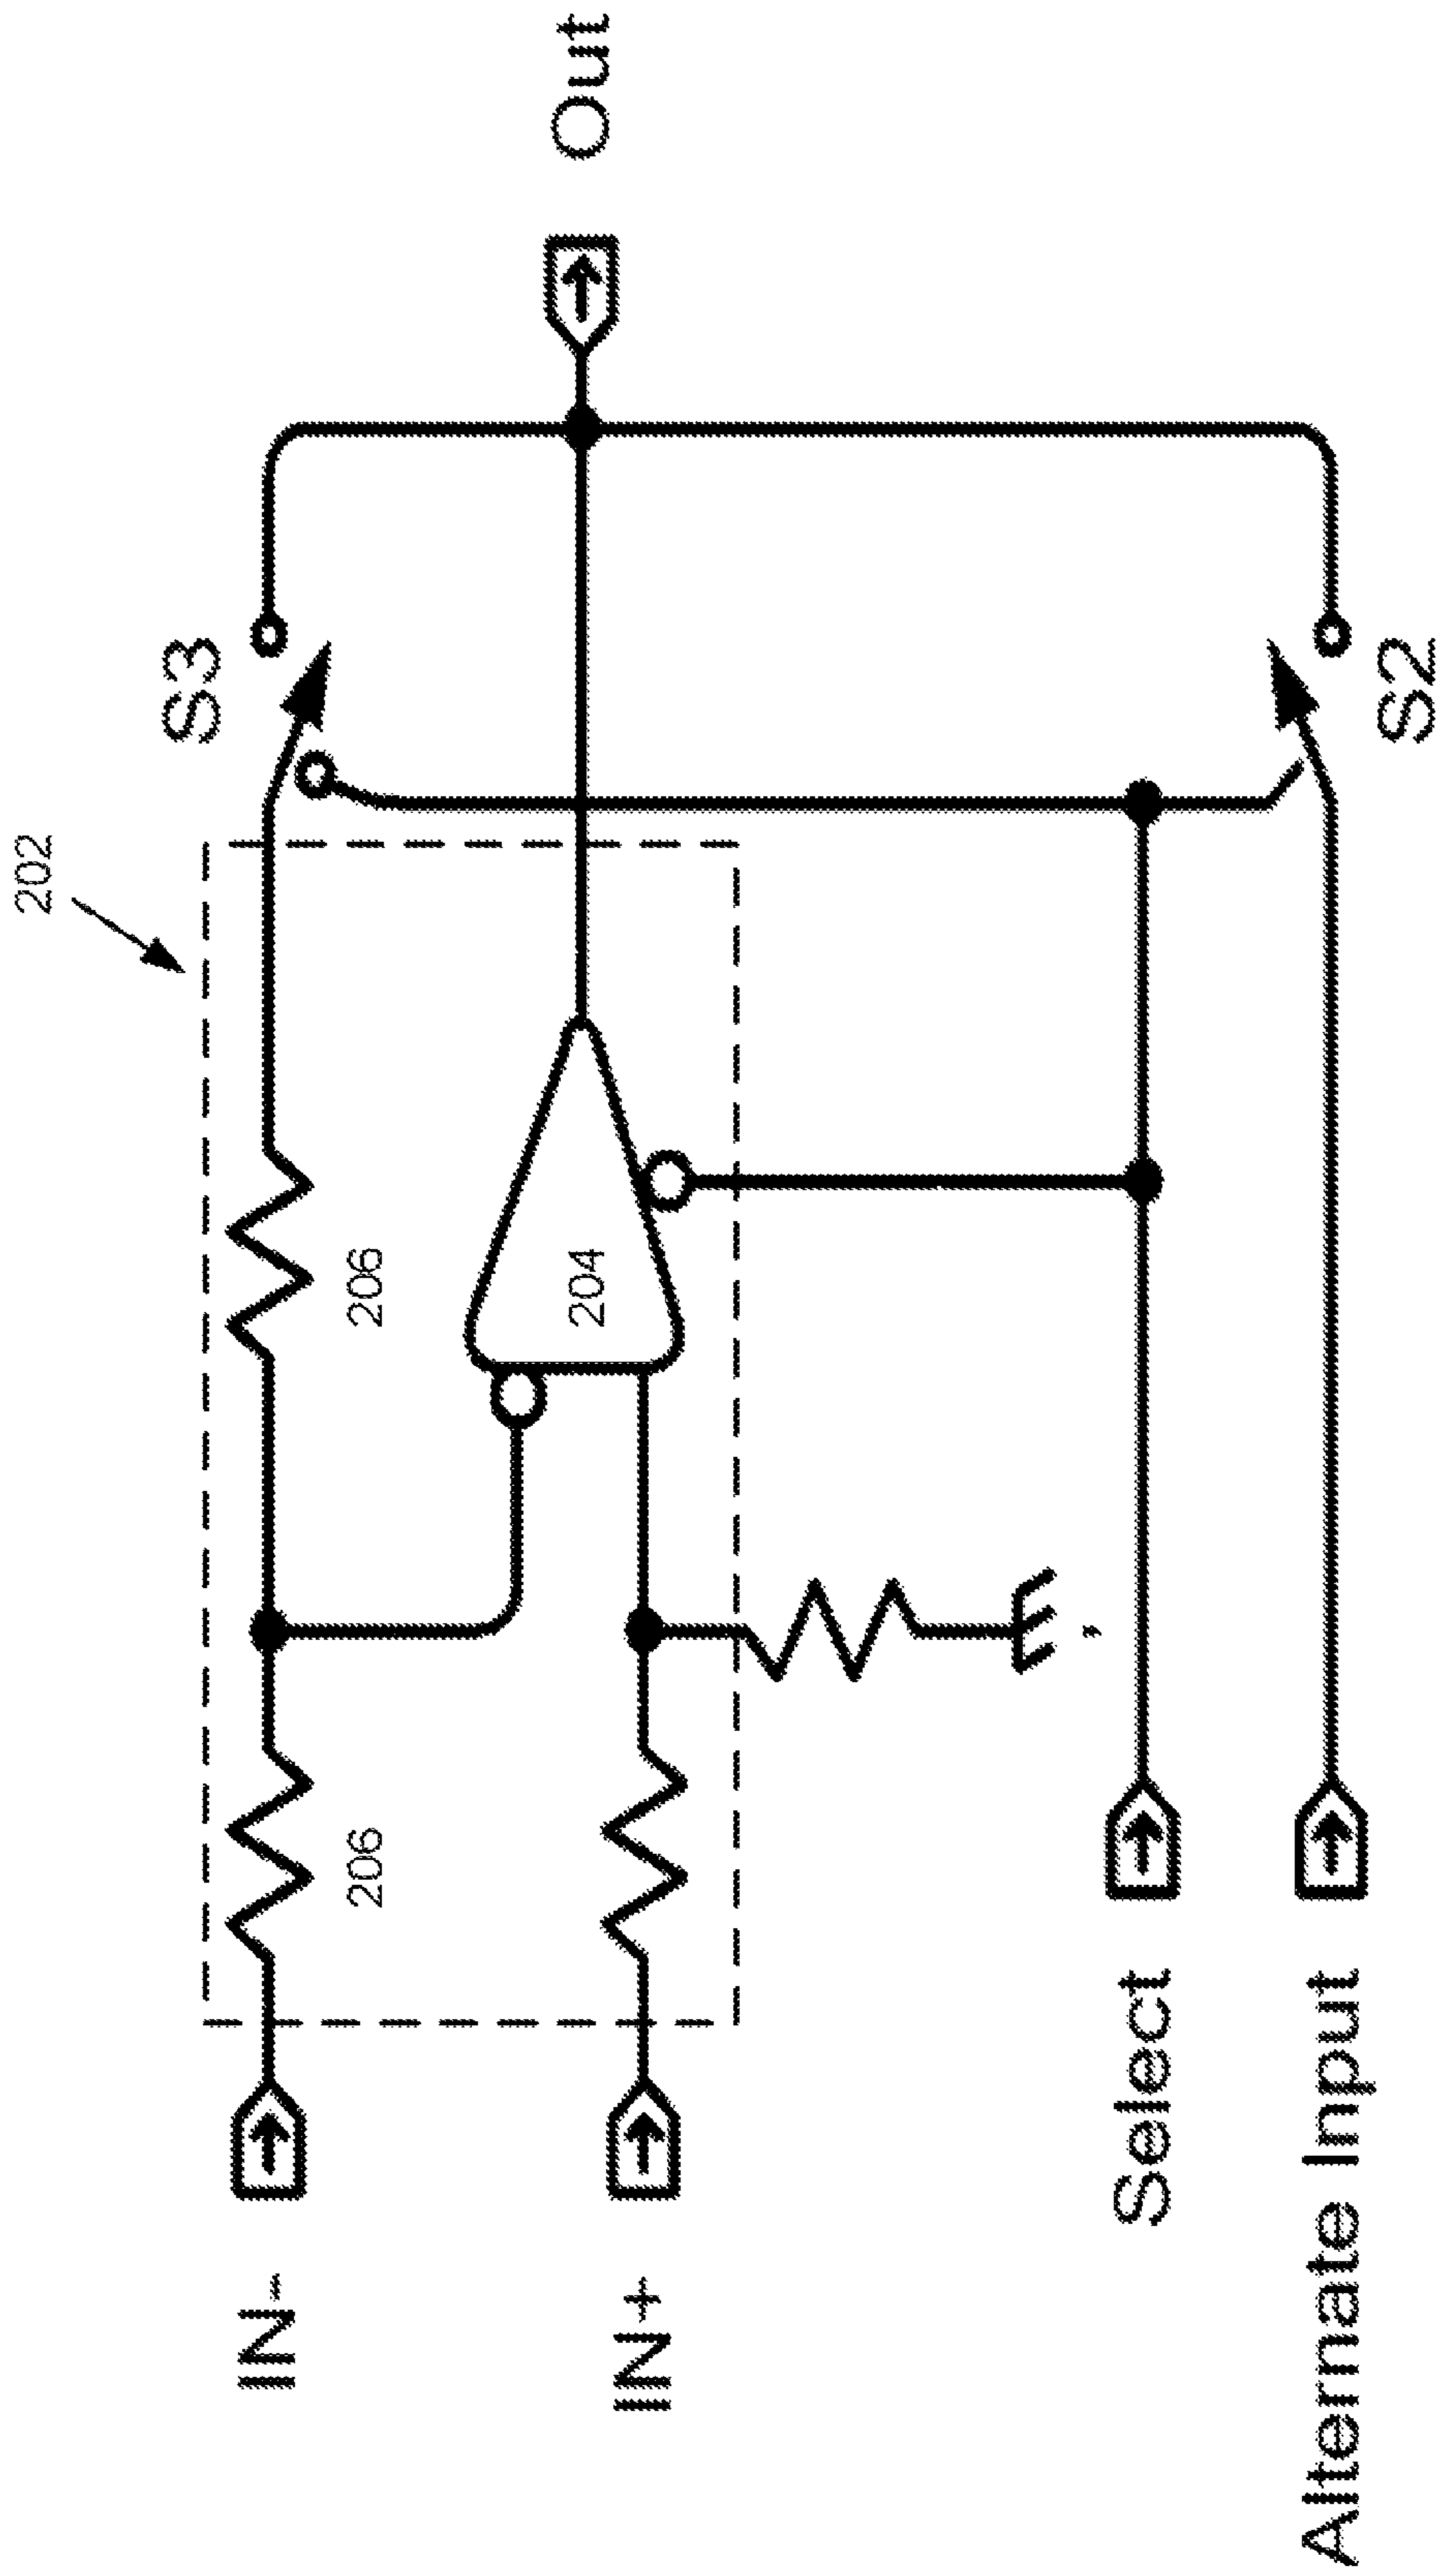 202
S3
Out
IN-
206
206
204
IN+
Select
Alternate Input
S2